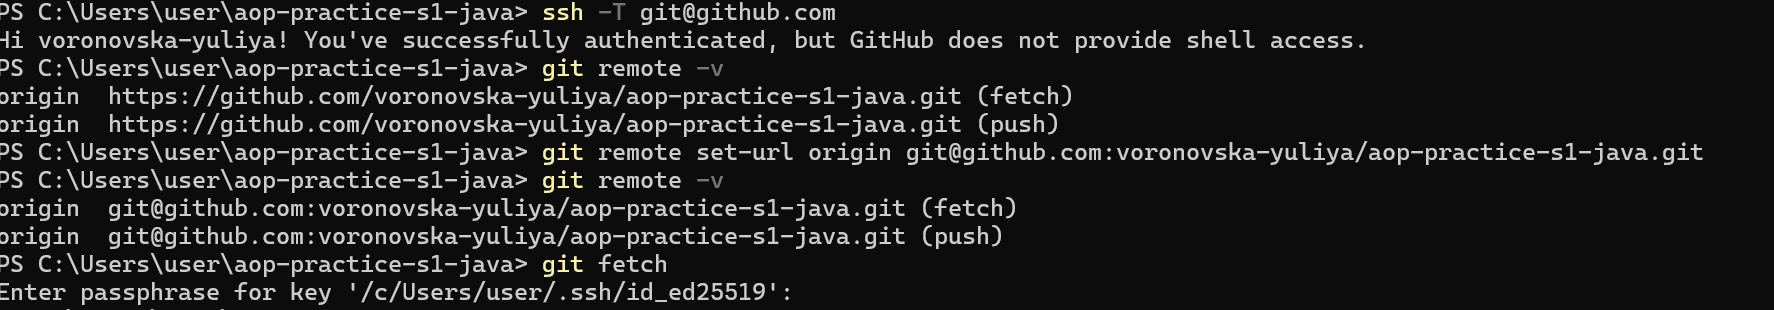 PS C:\Users\user\aop-practice-s1-java> ssh -T git@github.com
Hi voronovska-yuliya! You've successfully authenticated, but GitHub does not provide shell access.
PS C:\Users\user\aop-practice-s1-java> git remote -v
origin  https://github.com/voronovska-yuliya/aop-practice-s1-java.git (fetch)
origin  https://github.com/voronovska-yuliya/aop-practice-s1-java.git (push)
PS C:\Users\user\aop-practice-s1-java> git remote set-url origin git@github.com:voronovska-yuliya/aop-practice-s1-java.git
PS C:\Users\user\aop-practice-s1-java> git remote -v
origin  git@github.com:voronovska-yuliya/aop-practice-s1-java.git (fetch)
origin  git@github.com:voronovska-yuliya/aop-practice-s1-java.git (push)
PS C:\Users\user\aop-practice-s1-java> git fetch
Enter passphrase for key '/c/Users/user/.ssh/id_ed25519':